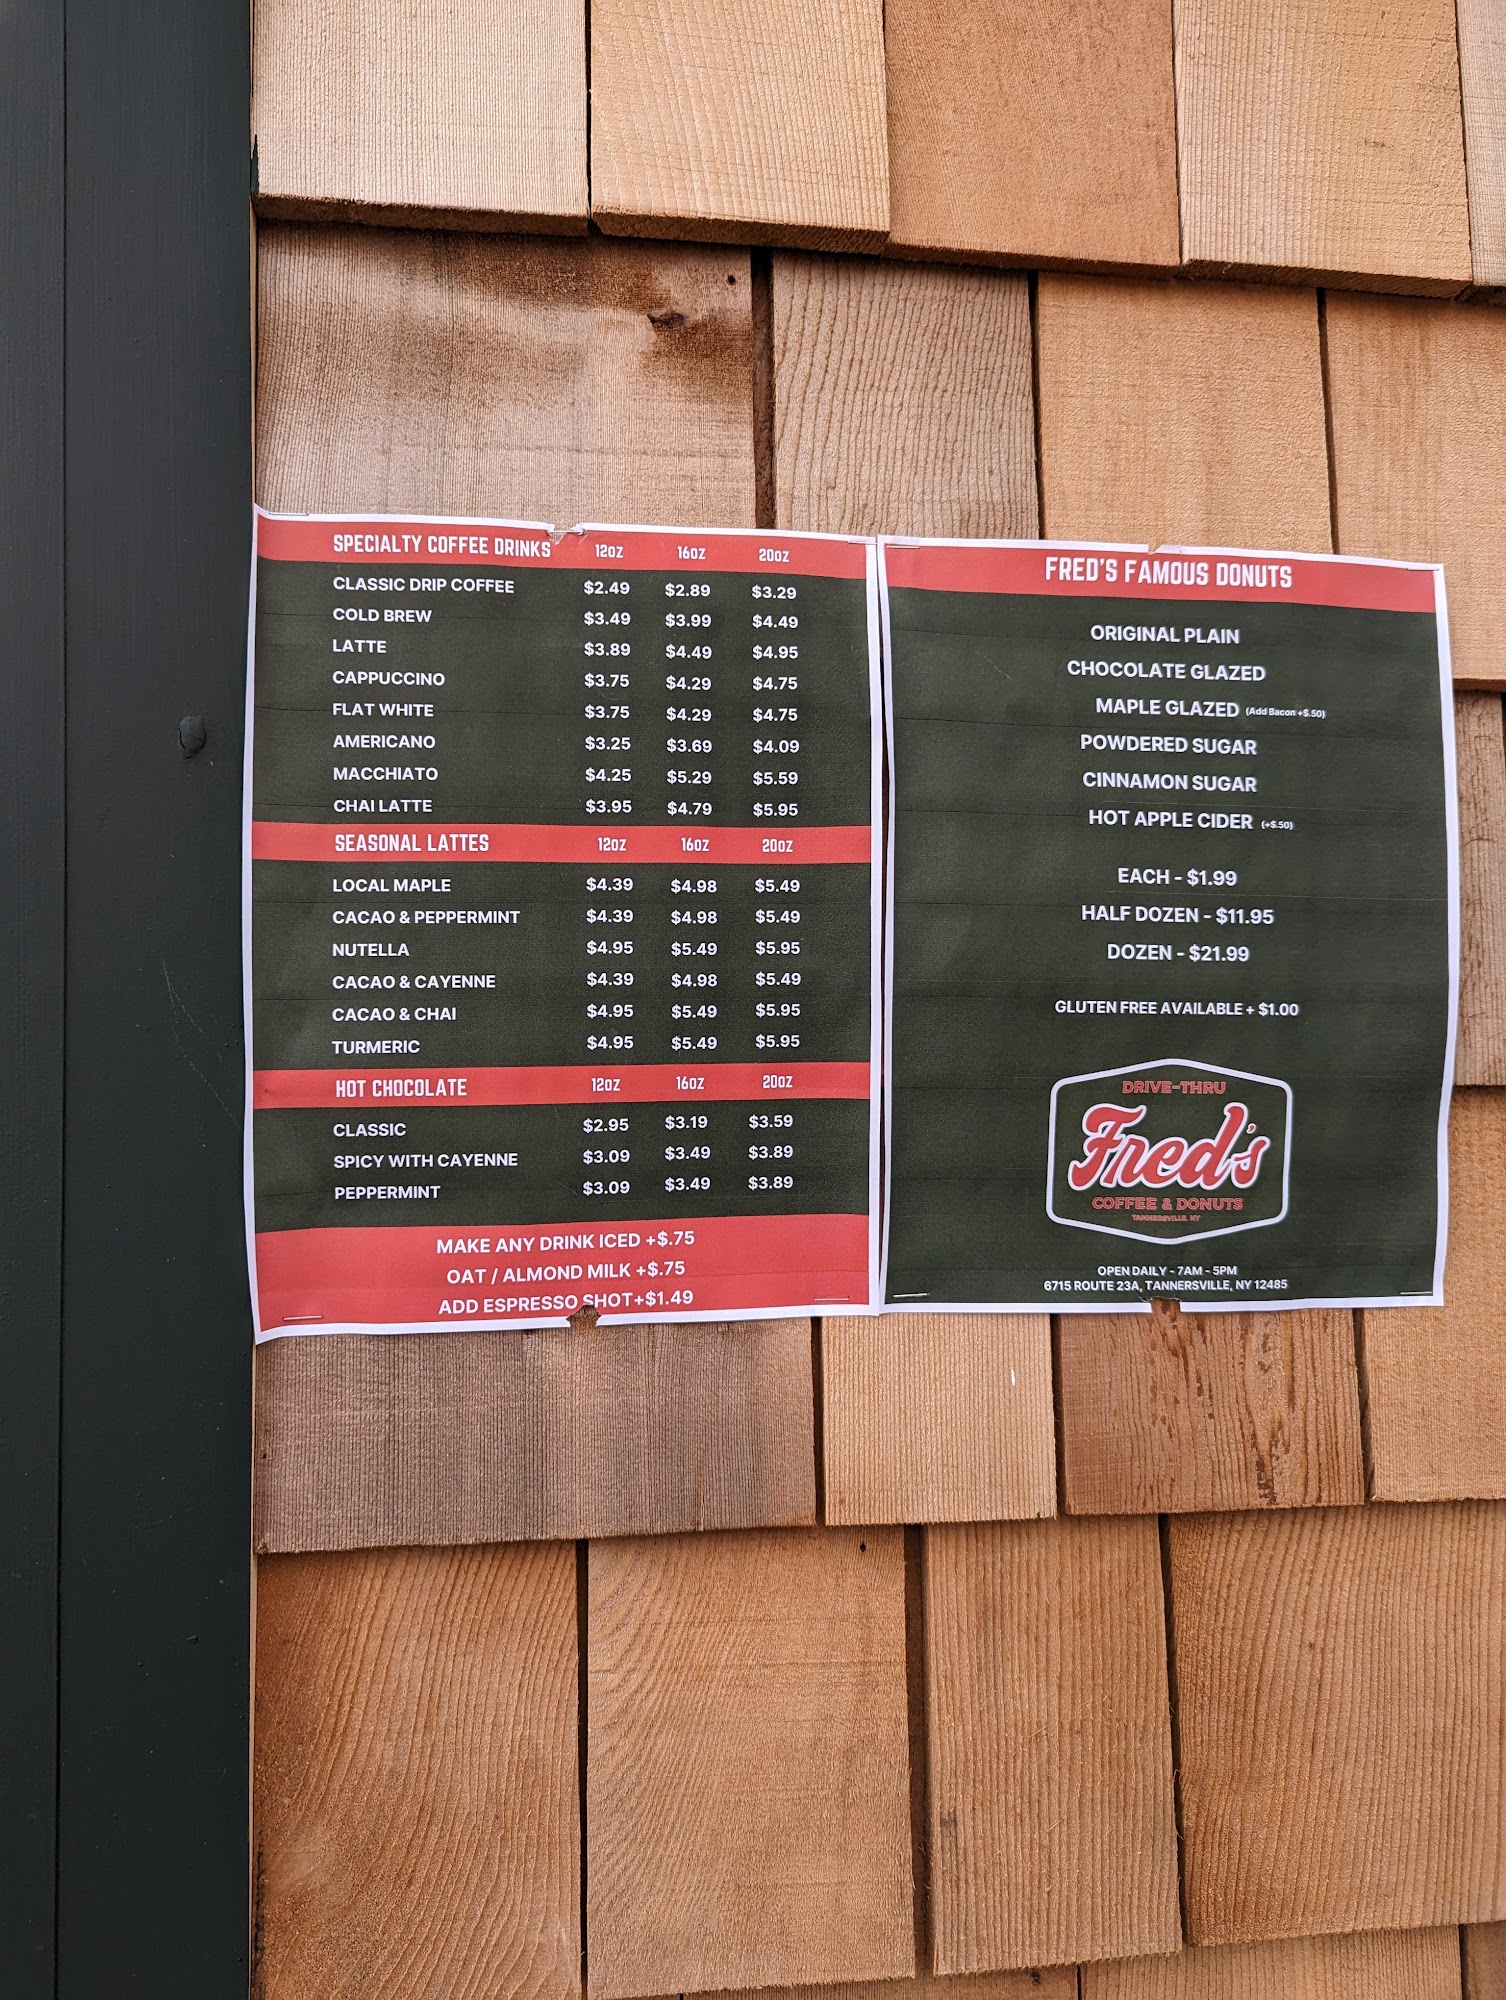 SPECIALTY COFFEE DRINKS 12OZ 16OZ 20OZ
CLASSIC DRIP COFFEE $2.49 $2.89 $3.29
COLD BREW $3.49 $3.99 $4.49
LATTE $3.89 $4.49 $4.95
CAPPUCCINO $3.75 $4.29 $4.75
FLAT WHITE $3.75 $4.29 $4.75
AMERICANO $3.25 $3.69 $4.09
MACCHIATO $4.25 $5.29 $5.59
CHAI LATTE $3.95 $4.79 $5.95
SEASONAL LATTES 12OZ 16OZ 20OZ
LOCAL MAPLE $4.39 $4.98 $5.49
CACAO & PEPPERMINT $4.39 $4.98 $5.49
NUTELLA $4.95 $5.49 $5.95
CACAO & CAYENNE $4.39 $4.98 $5.49
CACAO & CHAI $4.95 $5.49 $5.95
TURMERIC $4.95 $5.49 $5.95
HOT CHOCOLATE 12OZ 16OZ 20OZ
CLASSIC $2.95 $3.19 $3.59
SPICY WITH CAYENNE $3.09 $3.49 $3.89
PEPPERMINT $3.09 $3.49 $3.89
MAKE ANY DRINK ICED +$.75
OAT / ALMOND MILK +$.75
ADD ESPRESSO SHOT+$1.49
FRED'S FAMOUS DONUTS
ORIGINAL PLAIN
CHOCOLATE GLAZED
MAPLE GLAZED (Add Bacon +$.50)
POWDERED SUGAR
CINNAMON SUGAR
HOT APPLE CIDER (+$.50)
EACH - $1.99
HALF DOZEN - $11.95
DOZEN - $21.99
GLUTEN FREE AVAILABLE + $1.00
DRIVE-THRU
Fred's
COFFEE & DONUTS
TANNERSVILLE, NY
OPEN DAILY - 7AM - 5PM
6715 ROUTE 23A, TANNERSVILLE, NY 12485